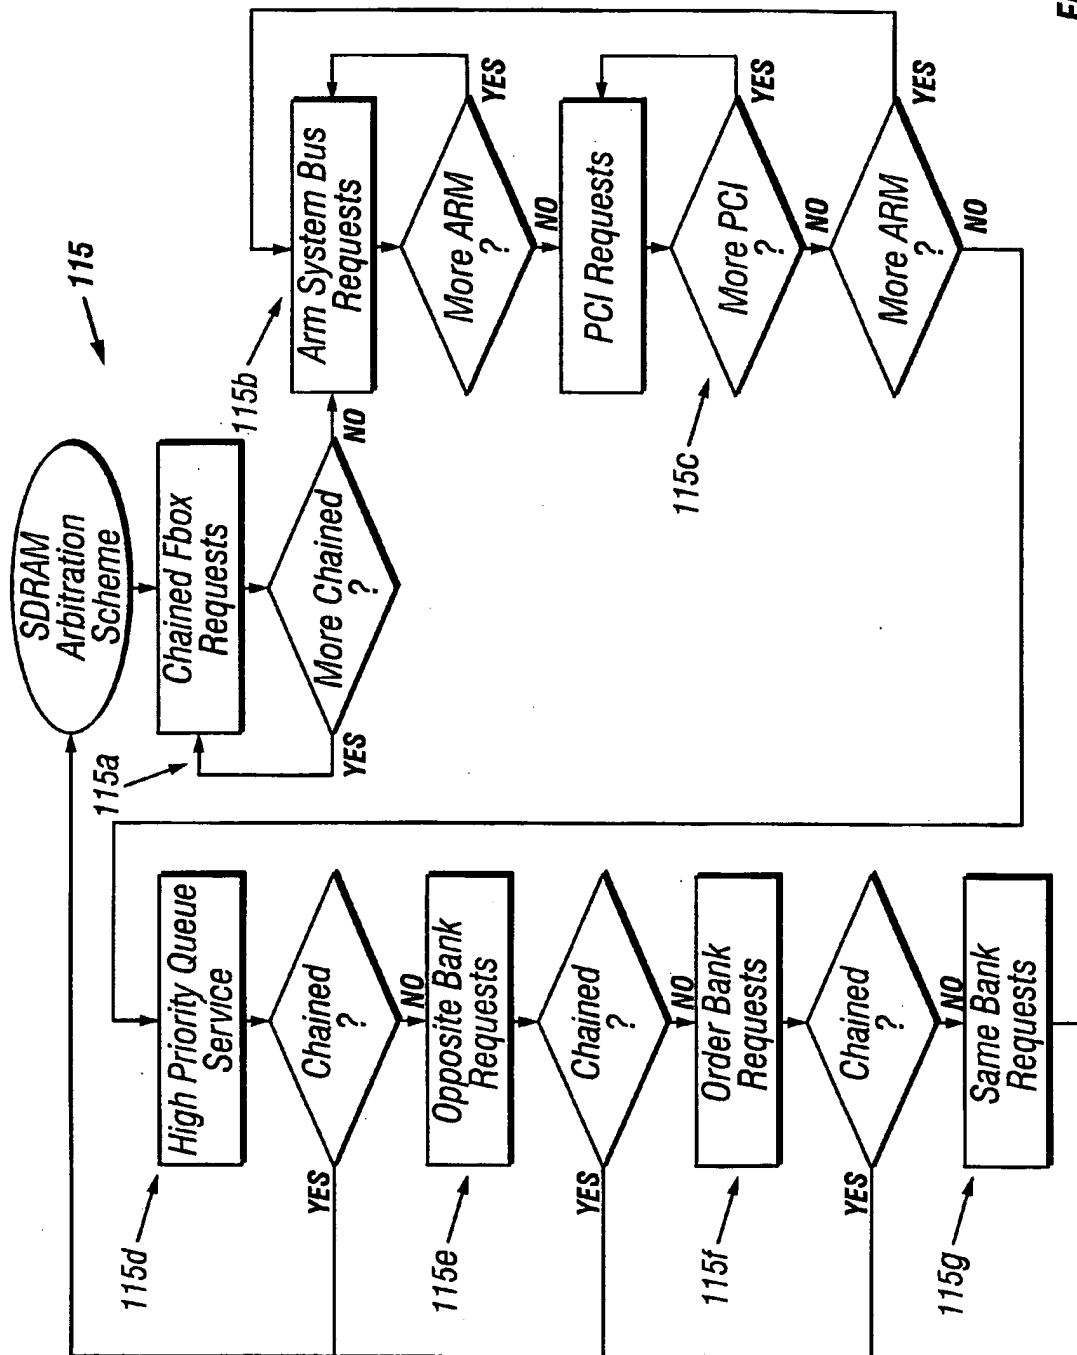 115
SDRAM
Arbitration
Scheme
115a
Chained Fbox
Requests
More Chained
?
YES
NO
115b
Arm System Bus
Requests
More ARM
?
YES
NO
PCI Requests
115c
More PCI
?
YES
NO
More ARM
?
YES
NO
115d
High Priority Queue
Service
Chained
?
YES
NO
115e
Opposite Bank
Requests
Chained
?
YES
NO
115f
Order Bank
Requests
Chained
?
YES
NO
115g
Same Bank
Requests